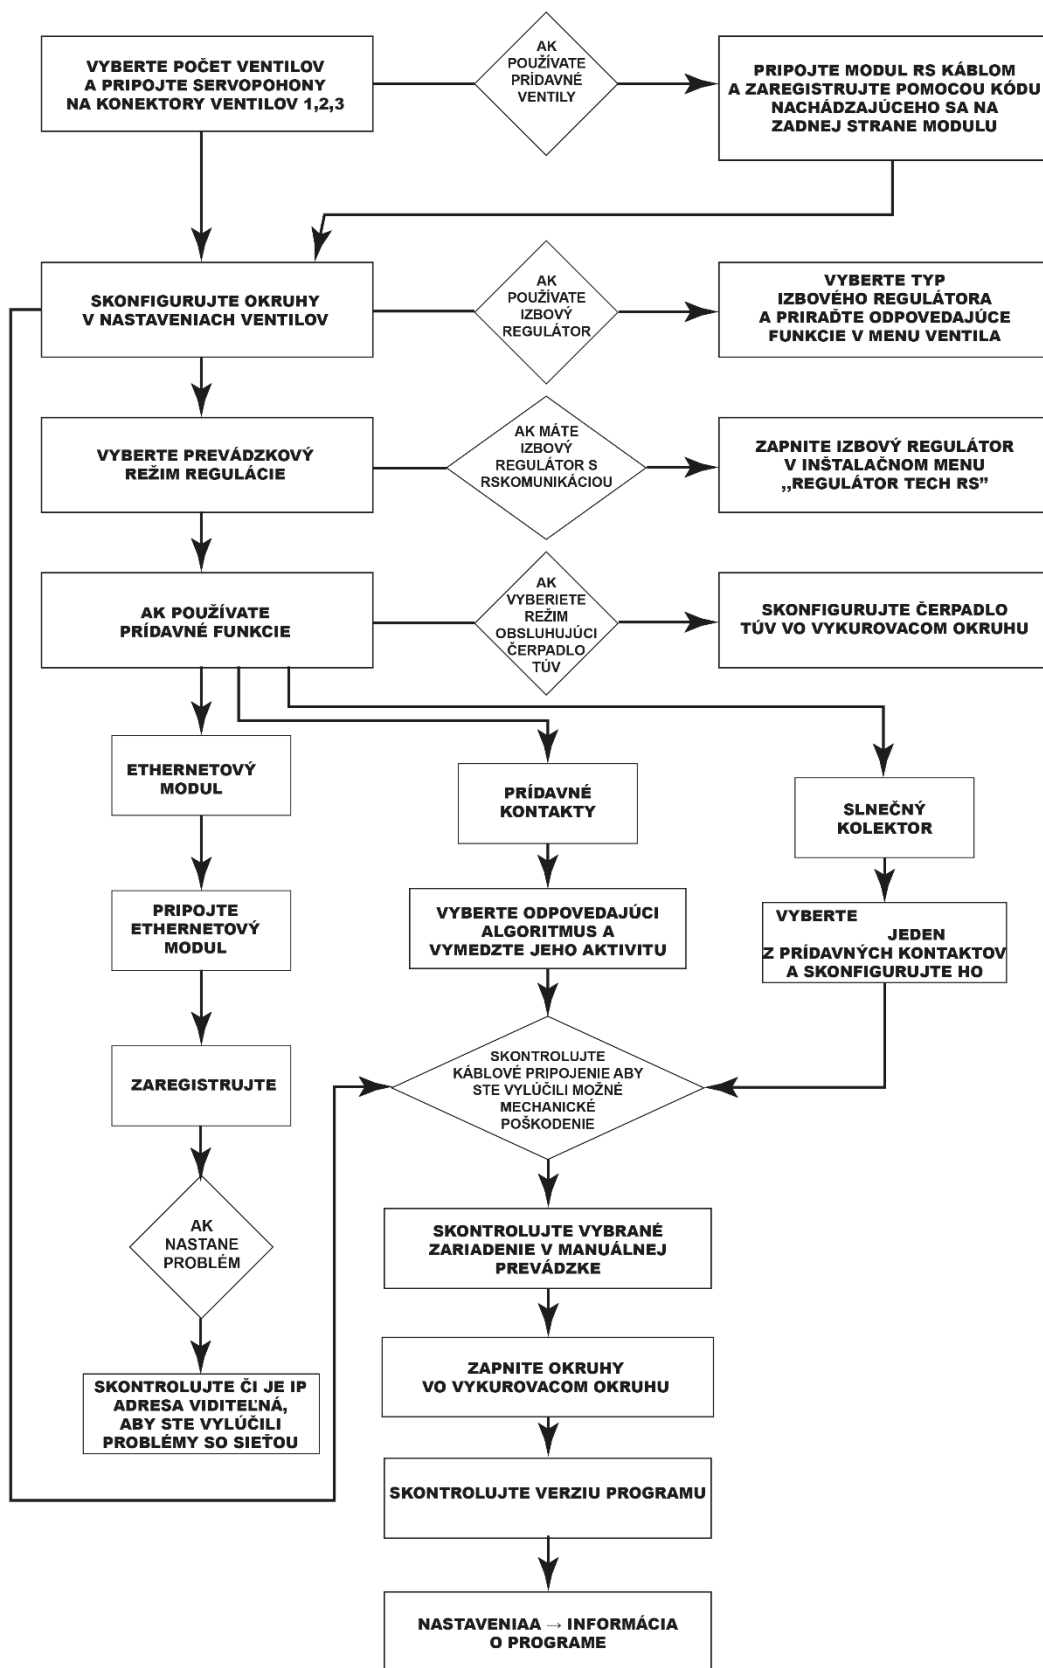 VYBERTE POČET VENTILOV
A PRIPOJTE SERVOPOHONY
NA KONEKTORY VENTILOV 1,2,3
AK
POUŽÍVATE
PRÍDAVNÉ
VENTILY
PRIPOJTE MODUL RS KÁBLOM
A ZAREGISTRUJTE POMOCOU KÓDU
NACHÁDZAJÚCEHO SA NA
ZADNEJ STRANE MODULU
SKONFIGURUJTE OKRUHY
V NASTAVENIACH VENTILOV
AK
POUŽÍVATE
IZBOVÝ
REGULÁTOR
VYBERTE TYP
IZBOVÉHO REGULÁTORA
A PRIRAĎTE ODPOVEDAJÚCE
FUNKCIE V MENU VENTILA
VYBERTE PREVÁDZKOVÝ
REŽIM REGULÁCIE
AK MÁTE
IZBOVÝ
REGULÁTOR S
RSKOMUNIKÁCIOU
ZAPNITE IZBOVÝ REGULÁTOR
V INŠTALAČNOM MENU
,,REGULÁTOR TECH RS”
AK POUŽÍVATE
PRÍDAVNÉ FUNKCIE
AK
VYBERIETE
REŽIM
OBSLUHUJÚCI
ČERPADLO
TÚV
SKONFIGURUJTE ČERPADLO
TÚV VO VYKUROVACOM OKRUHU
ETHERNETOVÝ
MODUL
PRÍDAVNÉ
KONTAKTY
SLNEČNÝ
KOLEKTOR
PRIPOJTE
ETHERNETOVÝ
MODUL
VYBERTE ODPOVEDAJÚCI
ALGORITMUS A
VYMEDZTE JEHO AKTIVITU
VYBERTE
JEDEN
Z PRÍDAVNÝCH KONTAKTOV
A SKONFIGURUJTE HO
ZAREGISTRUJTE
SKONTROLUJTE
KÁBLOVÉ PRIPOJENIE ABY
STE VYLÚČILI MOŽNÉ
MECHANICKÉ
POŠKODENIE
AK
NASTANE
PROBLÉM
SKONTROLUJTE VYBRANÉ
ZARIADENIE V MANUÁLNEJ
PREVÁDZKE
SKONTROLUJTE ČI JE IP
ADRESA VIDITEĽNÁ,
ABY STE VYLÚČILI
PROBLÉMY SO SIEŤOU
ZAPNITE OKRUHY
VO VYKUROVACOM OKRUHU
SKONTROLUJTE VERZIU PROGRAMU
NASTAVENIAA → INFORMÁCIA
O PROGRAME